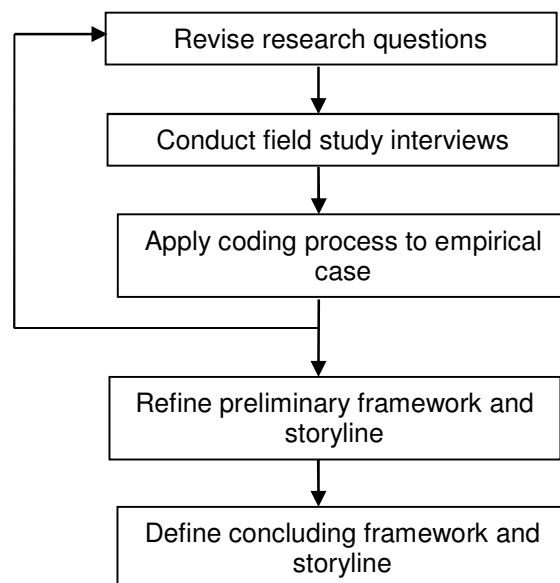 Revise research questions
Conduct field study interviews
Apply coding process to empirical
case
Refine preliminary framework and
storyline
Define concluding framework and
storyline